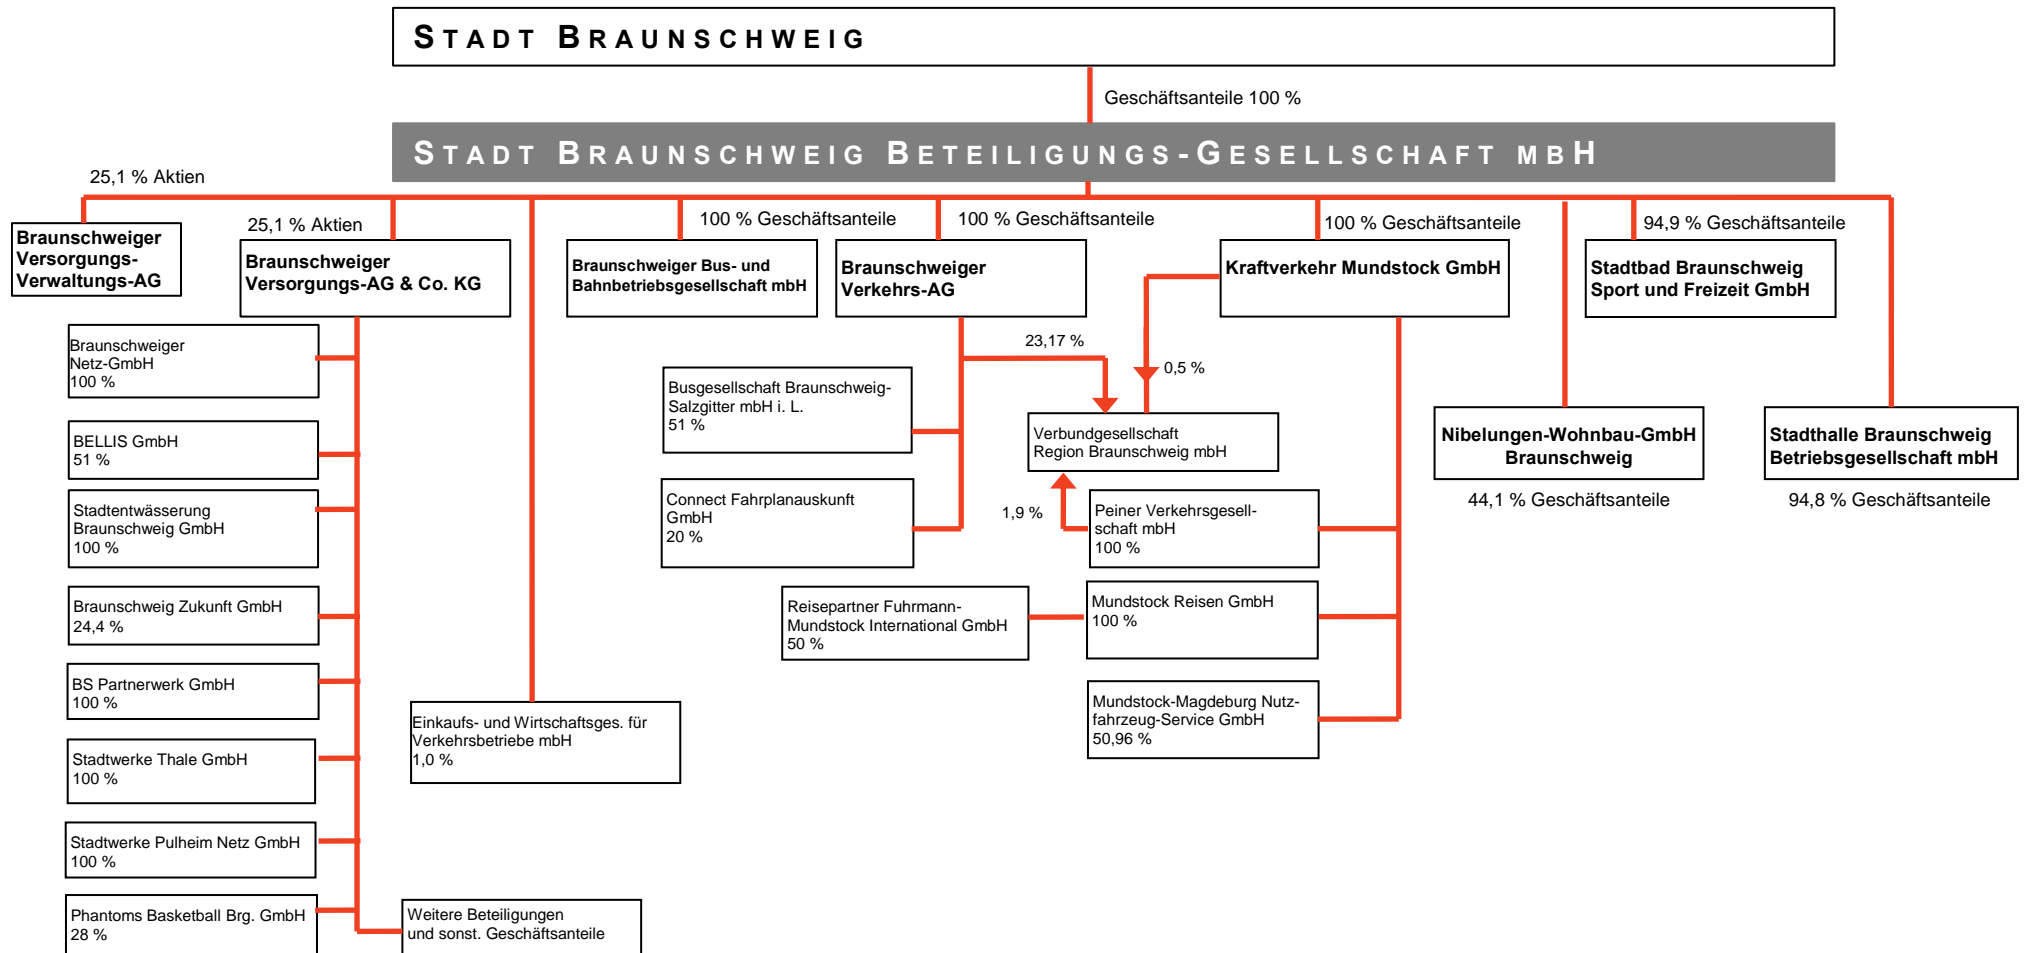 STADT BRAUNSCHWEIG
Geschäftsanteile 100 %
STADT BRAUNSCHWEIG BETEILIGUNGS-GESELLSCHAFT MBH
25,1 % Aktien
Braunschweiger
Versorgungs-
Verwaltungs-AG
25,1 % Aktien
Braunschweiger
Versorgungs-AG & Co. KG
100 % Geschäftsanteile
Braunschweiger Bus- und
Bahnbetriebsgesellschaft mbH
100 % Geschäftsanteile
Braunschweiger
Verkehrs-AG
100 % Geschäftsanteile
Kraftverkehr Mundstock GmbH
94,9 % Geschäftsanteile
Stadtbad Braunschweig
Sport und Freizeit GmbH
Braunschweiger
Netz-GmbH
100 %
BELLIS GmbH
51 %
Stadtentwässerung
Braunschweig GmbH
100 %
Braunschweig Zukunft GmbH
24,4 %
BS Partnerwerk GmbH
100 %
Stadtwerke Thale GmbH
100 %
Stadtwerke Pulheim Netz GmbH
100 %
Phantoms Basketball Brg. GmbH
28 %
Weitere Beteiligungen
und sonst. Geschäftsanteile
Einkaufs- und Wirtschaftsges. für
Verkehrsbetriebe mbH
1,0 %
Busgesellschaft Braunschweig-
Salzgitter mbH i. L.
51 %
Connect Fahrplanauskunft
GmbH
20 %
23,17 %
0,5 %
Verbundgesellschaft
Region Braunschweig mbH
1,9 %
Peiner Verkehrsgesell-
schaft mbH
100 %
Reisepartner Fuhrmann-
Mundstock International GmbH
50 %
Mundstock Reisen GmbH
100 %
Mundstock-Magdeburg Nutz-
fahrzeug-Service GmbH
50,96 %
Nibelungen-Wohnbau-GmbH
Braunschweig
44,1 % Geschäftsanteile
Stadthalle Braunschweig
Betriebsgesellschaft mbH
94,8 % Geschäftsanteile